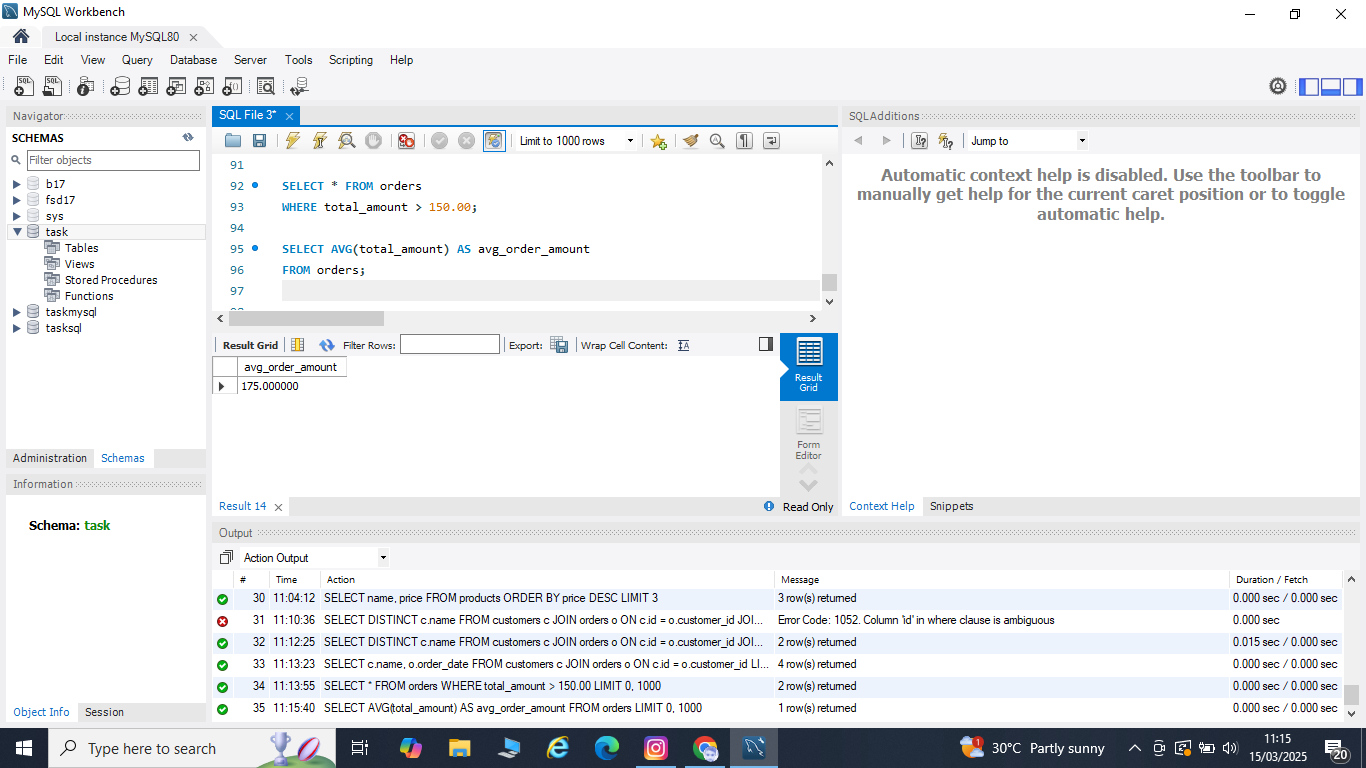 MySQL Workbench
Local instance MySQL80
File Edit View Query Database Server Tools Scripting Help
Navigator
SCHEMAS
Filter objects
b17
fsd17
sys
task
Tables
Views
Stored Procedures
Functions
taskmysql
tasksql
Administration Schemas
Information
Schema: task
Object Info Session
SQL File 3*
Limit to 1000 rows
91
92 SELECT * FROM orders
93 WHERE total_amount > 150.00;
94
95 SELECT AVG(total_amount) AS avg_order_amount
96 FROM orders;
97
Result Grid Filter Rows: Export: Wrap Cell Content:
avg_order_amount
175.000000
Result
Grid
Form
Editor
Result 14
Read Only
SQLAdditions
Jump to
Automatic context help is disabled. Use the toolbar to
manually get help for the current caret position or to toggle
automatic help.
Context Help Snippets
Output
Action Output
# Time Action Message Duration / Fetch
30 11:04:12 SELECT name, price FROM products ORDER BY price DESC LIMIT 3 3 row(s) returned 0.000 sec / 0.000 sec
31 11:10:36 SELECT DISTINCT c.name FROM customers c JOIN orders o ON c.id = o.customer_id JOI... Error Code: 1052. Column 'id' in where clause is ambiguous 0.000 sec
32 11:12:25 SELECT DISTINCT c.name FROM customers c JOIN orders o ON c.id = o.customer_id JOI... 2 row(s) returned 0.015 sec / 0.000 sec
33 11:13:23 SELECT c.name, o.order_date FROM customers c JOIN orders o ON c.id = o.customer_id LI... 4 row(s) returned 0.000 sec / 0.000 sec
34 11:13:55 SELECT * FROM orders WHERE total_amount > 150.00 LIMIT 0, 1000 2 row(s) returned 0.000 sec / 0.000 sec
35 11:15:40 SELECT AVG(total_amount) AS avg_order_amount FROM orders LIMIT 0, 1000 1 row(s) returned 0.000 sec / 0.000 sec
Type here to search
30°C Partly sunny
11:15
15/03/2025
20